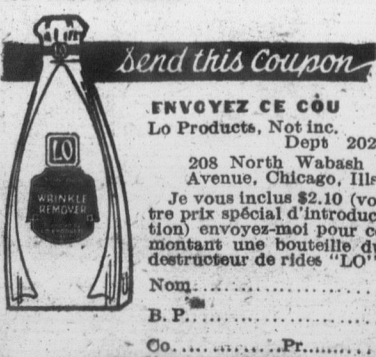 Send this Coupon
ENVOYEZ CE COU
Lo Products, Not inc.
Dept 202
208 North Wabash
Avenue, Chicago, Ills
Je vous inclus $2.10 (vo
tre prix spécial d'introduc
tion) envoyez-moi pour ce
montant une bouteille du
destructeur de rides "LO"
Nom
B. P.
Co. Pr.
LO
WRINKLE
REMOVER